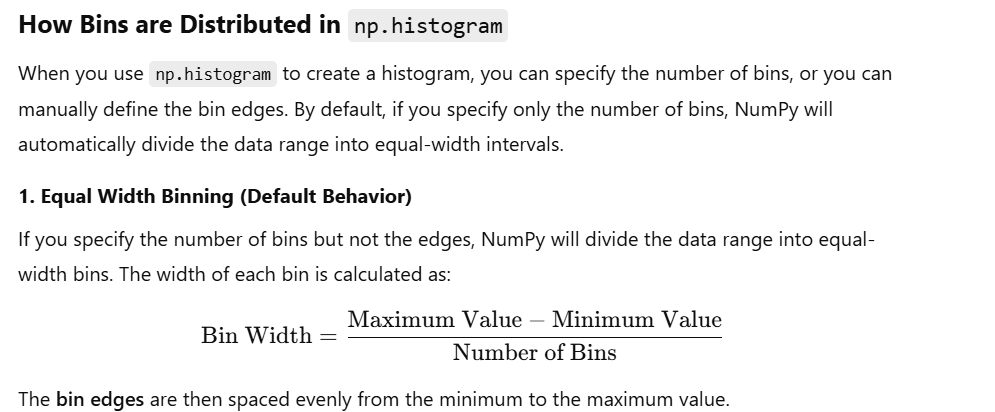 How Bins are Distributed in np.histogram
When you use np.histogram to create a histogram, you can specify the number of bins, or you can
manually define the bin edges. By default, if you specify only the number of bins, NumPy will
automatically divide the data range into equal-width intervals.
1. Equal Width Binning (Default Behavior)
If you specify the number of bins but not the edges, NumPy will divide the data range into equal-
width bins. The width of each bin is calculated as:
Bin Width = Maximum Value − Minimum Value
Number of Bins
The bin edges are then spaced evenly from the minimum to the maximum value.